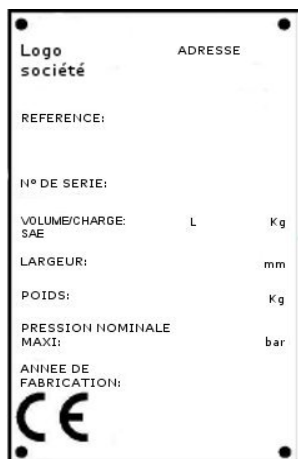 Logo ADRESSE
société
REFERENCE:
N° DE SERIE:
VOLUME/CHARGE: L Kg
SAE
LARGEUR: mm
POIDS: Kg
PRESSION NOMINALE
MAXI: bar
ANNEE DE
FABRICATION:
CE